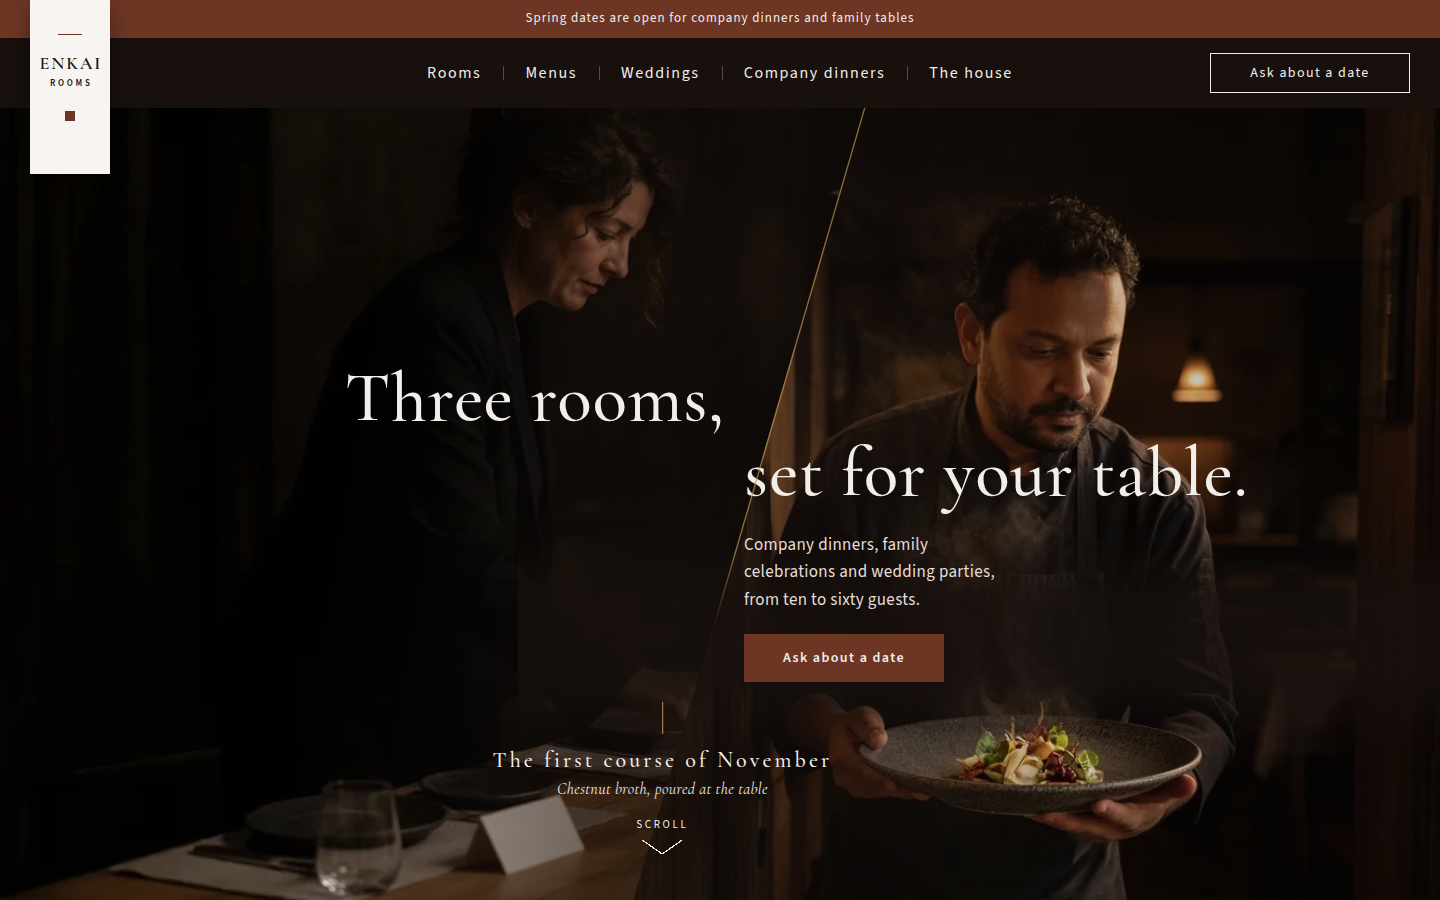 Spring dates are open for company dinners and family tables
ENKAI
ROOMS
Rooms
Menus
Weddings
Company dinners
The house
Ask about a date
Three rooms,
set for your table.
Company dinners, family
celebrations and wedding parties,
from ten to sixty guests.
Ask about a date
The first course of November
Chestnut broth, poured at the table
SCROLL